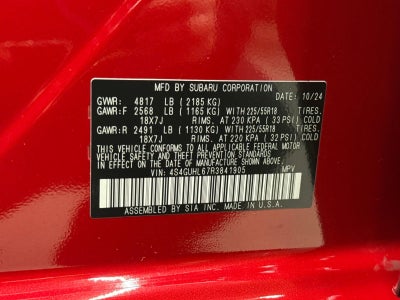 MFD BY SUBARU CORPORATION
GVWR: 4817 LB (2185 KG) DATE: 10/24
GAWR:F 2568 LB (1165 KG) WITH 225/55R18 TIRES.
18X7J RIMS, AT 230 KPA ( 33 PSI) COLD
GAWR:R 2491 LB (1130 KG) WITH 225/55R18 TIRES.
18X7J RIMS, AT 220 KPA ( 32 PSI) COLD
THIS VEHICLE CONFORMS TO ALL APPLICABLE FEDERAL MOTOR
VEHICLE SAFETY, BUMPER, AND THEFT PREVENTION STANDARDS
IN EFFECT ON THE DATE OF MANUFACTURE SHOWN ABOVE.
VIN: 4S4GUHL67R3841905 MPV
ASSEMBLED BY SIA INC. MADE IN U.S.A.